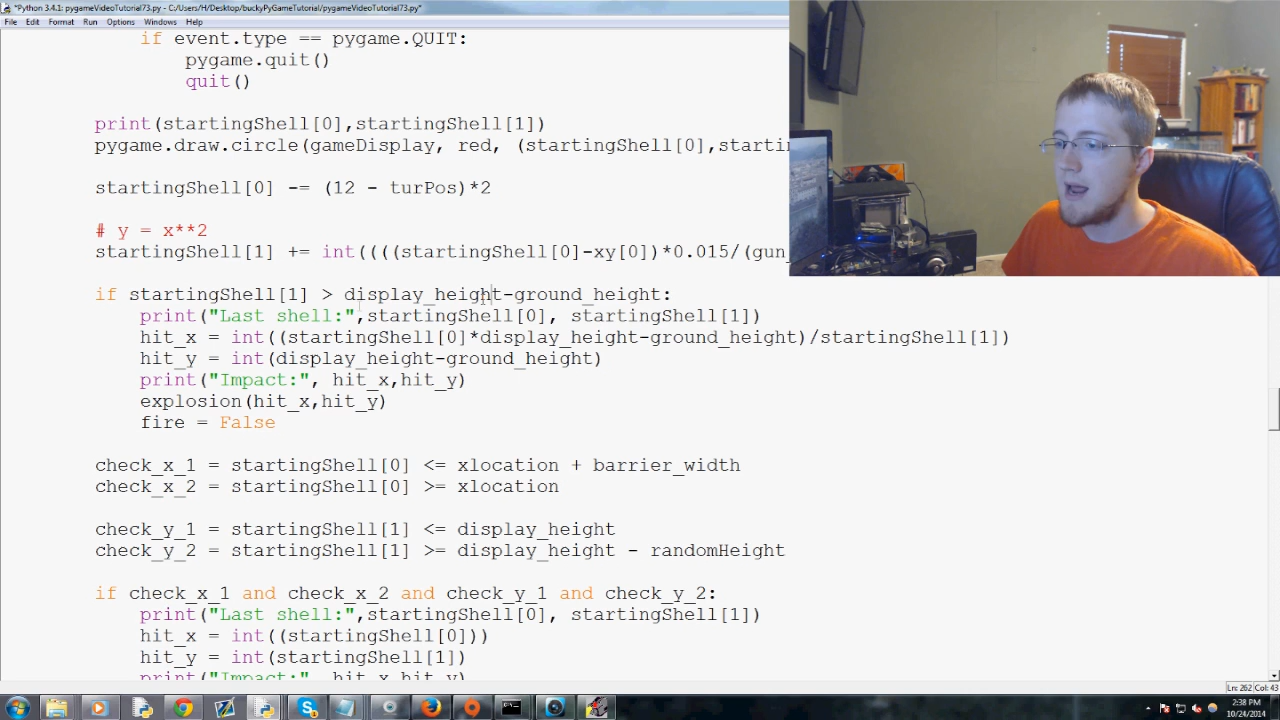 *Python 3.4.1: pygameVideoTutorial73.py - C:/Users/H/Desktop/buckyPyGameTutorial/pygameVideoTutorial73.py*
File Edit Format Run Options Windows Help
if event.type == pygame.QUIT:
pygame.quit()
quit()
print(startingShell[0],startingShell[1])
pygame.draw.circle(gameDisplay, red, (startingShell[0],starti
startingShell[0] -= (12 - turPos)*2
# y = x**2
startingShell[1] += int((((startingShell[0]-xy[0])*0.015/(gun_
if startingShell[1] > display_height-ground_height:
print("Last shell:",startingShell[0], startingShell[1])
hit_x = int((startingShell[0]*display_height-ground_height)/startingShell[1])
hit_y = int(display_height-ground_height)
print("Impact:", hit_x,hit_y)
explosion(hit_x,hit_y)
fire = False
check_x_1 = startingShell[0] <= xlocation + barrier_width
check_x_2 = startingShell[0] >= xlocation
check_y_1 = startingShell[1] <= display_height
check_y_2 = startingShell[1] >= display_height - randomHeight
if check_x_1 and check_x_2 and check_y_1 and check_y_2:
print("Last shell:",startingShell[0], startingShell[1])
hit_x = int((startingShell[0]))
hit_y = int(startingShell[1])
print("Impact:", hit_x,hit_y)
Ln: 262 Col: 43
2:38 PM
10/24/2014